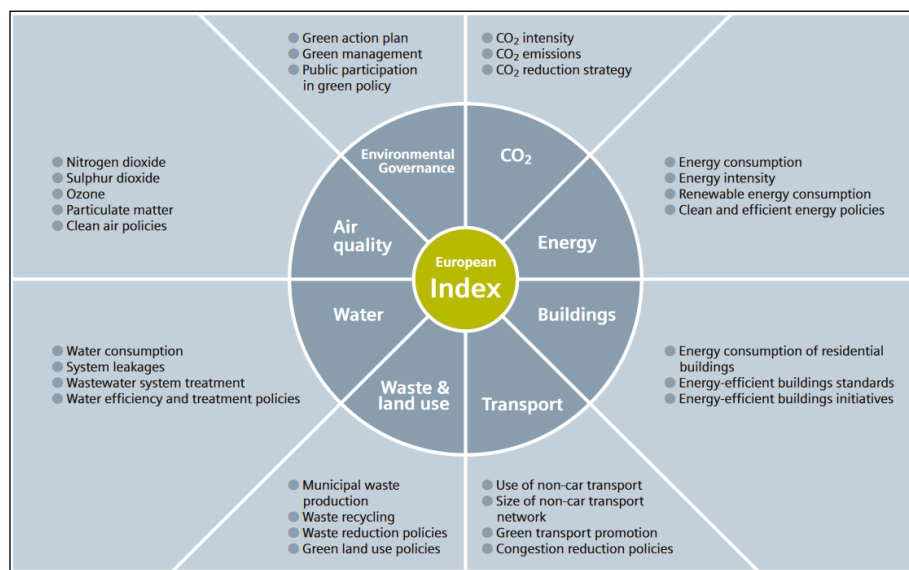 Green action plan
Green management
Public participation
in green policy
CO₂ intensity
CO₂ emissions
CO₂ reduction strategy
Nitrogen dioxide
Sulphur dioxide
Ozone
Particulate matter
Clean air policies
Environmental
Governance
CO₂
Energy consumption
Energy intensity
Renewable energy consumption
Clean and efficient energy policies
Air
quality
Energy
European
Index
Water
Buildings
Water consumption
System leakages
Wastewater system treatment
Water efficiency and treatment policies
Waste &
land use
Transport
Energy consumption of residential
buildings
Energy-efficient buildings standards
Energy-efficient buildings initiatives
Municipal waste
production
Waste recycling
Waste reduction policies
Green land use policies
Use of non-car transport
Size of non-car transport
network
Green transport promotion
Congestion reduction policies